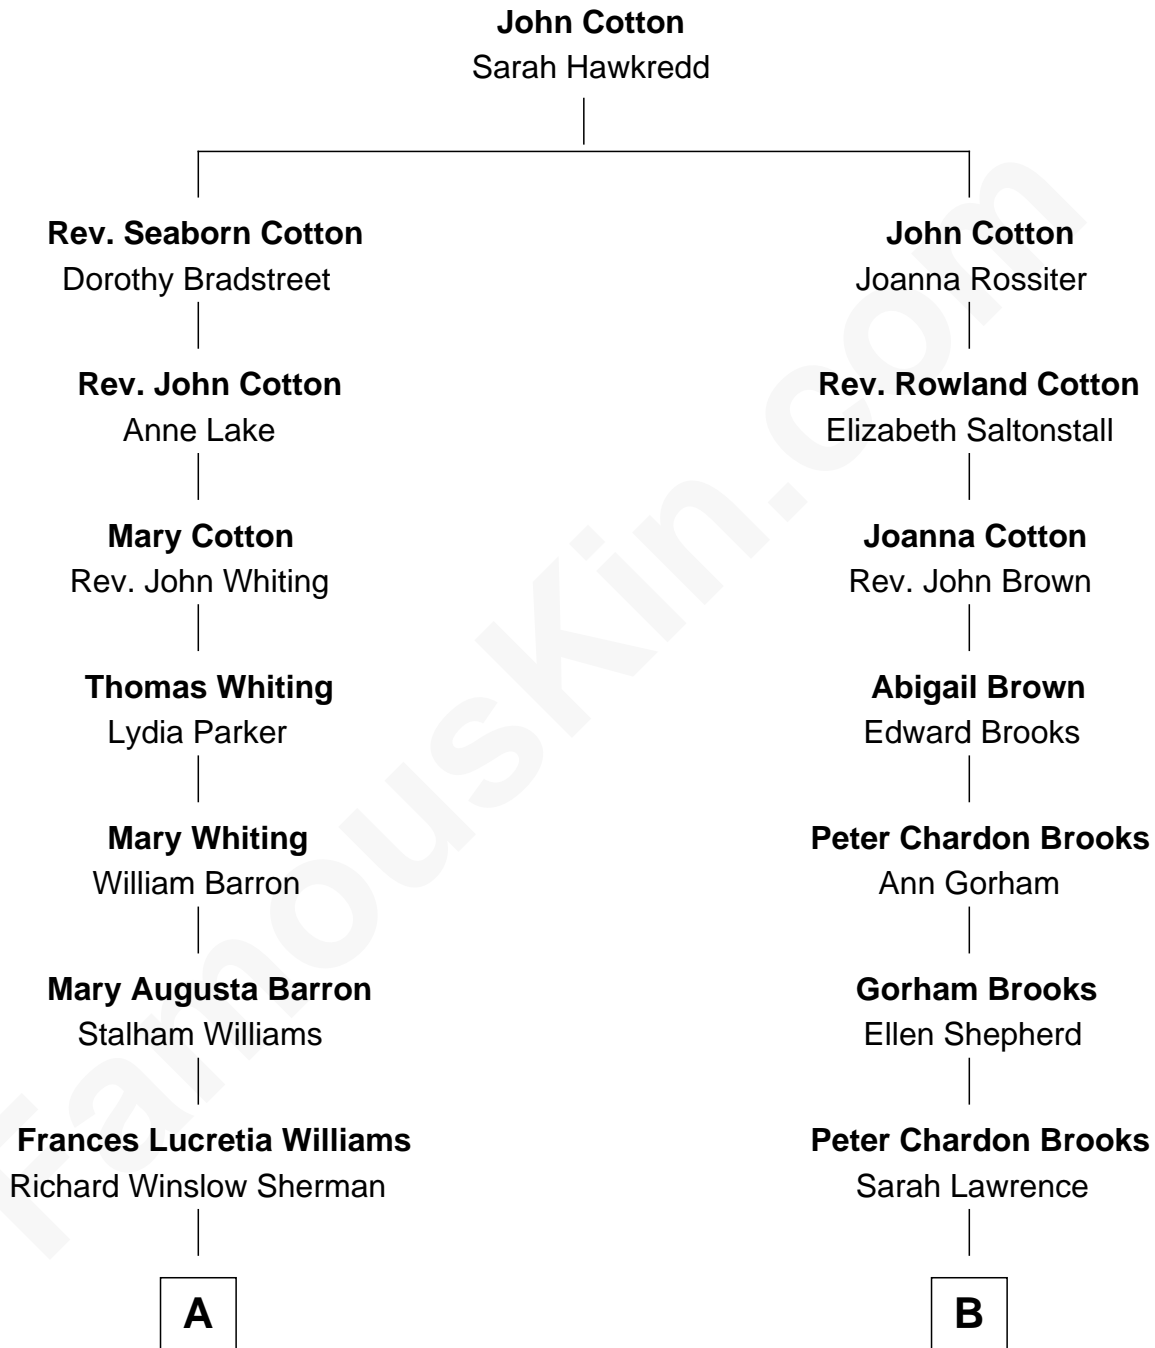 John Cotton
Sarah Hawkredd
Rev. Seaborn Cotton
Dorothy Bradstreet
Rev. John Cotton
Anne Lake
Mary Cotton
Rev. John Whiting
Thomas Whiting
Lydia Parker
Mary Whiting
William Barron
Mary Augusta Barron
Stalham Williams
Frances Lucretia Williams
Richard Winslow Sherman
A
John Cotton
Joanna Rossiter
Rev. Rowland Cotton
Elizabeth Saltonstall
Joanna Cotton
Rev. John Brown
Abigail Brown
Edward Brooks
Peter Chardon Brooks
Ann Gorham
Gorham Brooks
Ellen Shepherd
Peter Chardon Brooks
Sarah Lawrence
B
FamousKin.com